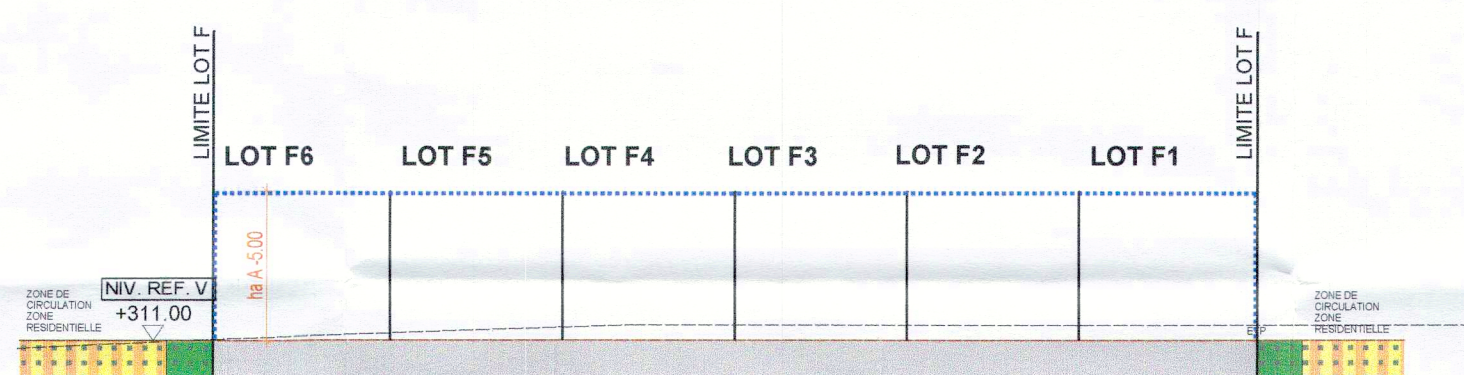 LIMITE LOT F
LIMITE LOT F
LOT F6
LOT F5
LOT F4
LOT F3
LOT F2
LOT F1
ha A -5.00
ZONE DE
CIRCULATION
ZONE
RESIDENTIELLE
NIV. REF. V
+311.00
ZONE DE
CIRCULATION
ZONE
RESIDENTIELLE